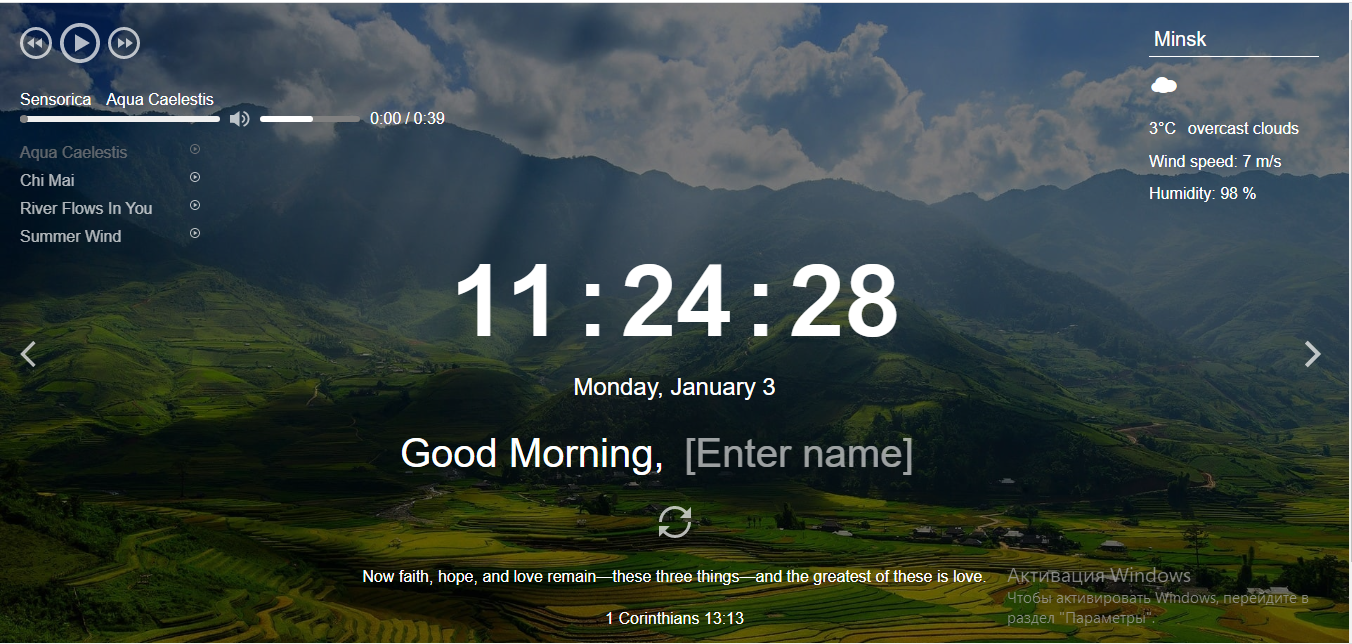 Minsk
Sensorica Aqua Caelestis
0:00 / 0:39
Aqua Caelestis
Chi Mai
River Flows In You
Summer Wind
3°C overcast clouds
Wind speed: 7 m/s
Humidity: 98 %
11:24:28
Monday, January 3
Good Morning, [Enter name]
Now faith, hope, and love remain—these three things—and the greatest of these is love.
1 Corinthians 13:13
Активация Windows
Чтобы активировать Windows, перейдите в
раздел "Параметры".